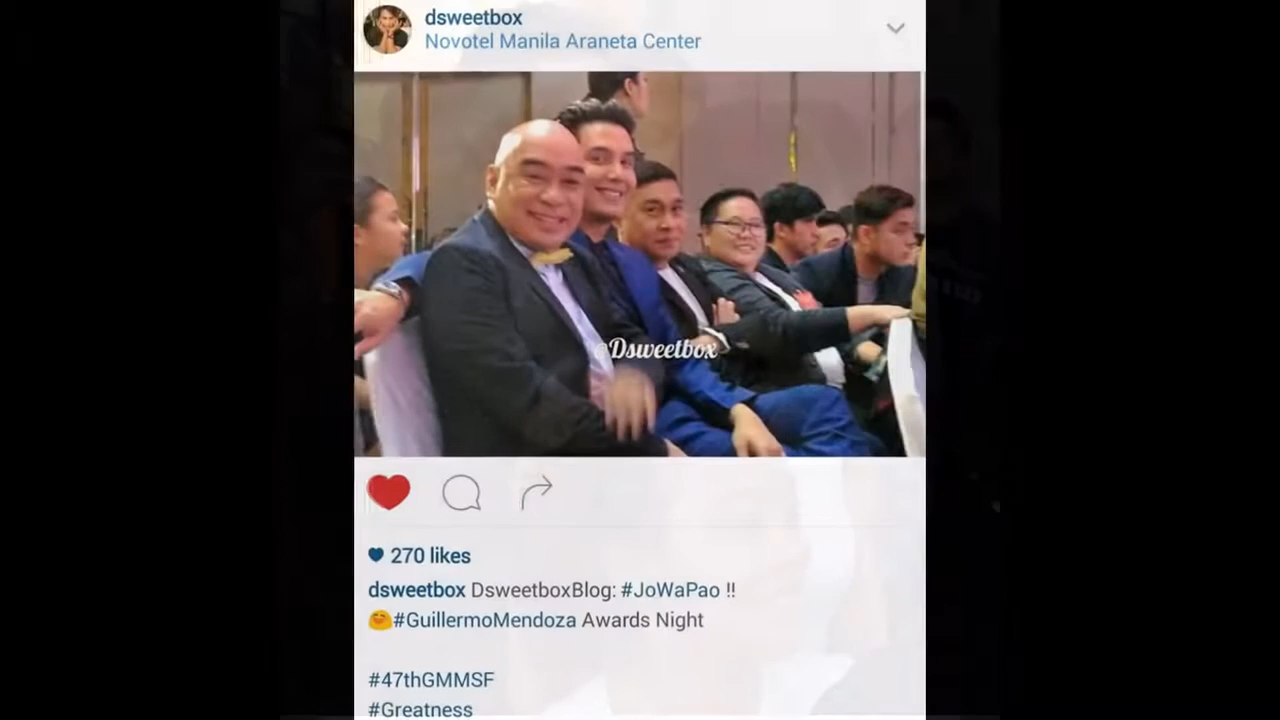 dsweetbox
Novotel Manila Araneta Center
@Dsweetbox
270 likes
dsweetbox DsweetboxBlog: #JoWaPao !!
😄#GuillermoMendoza Awards Night
#47thGMMSF
#Greatness